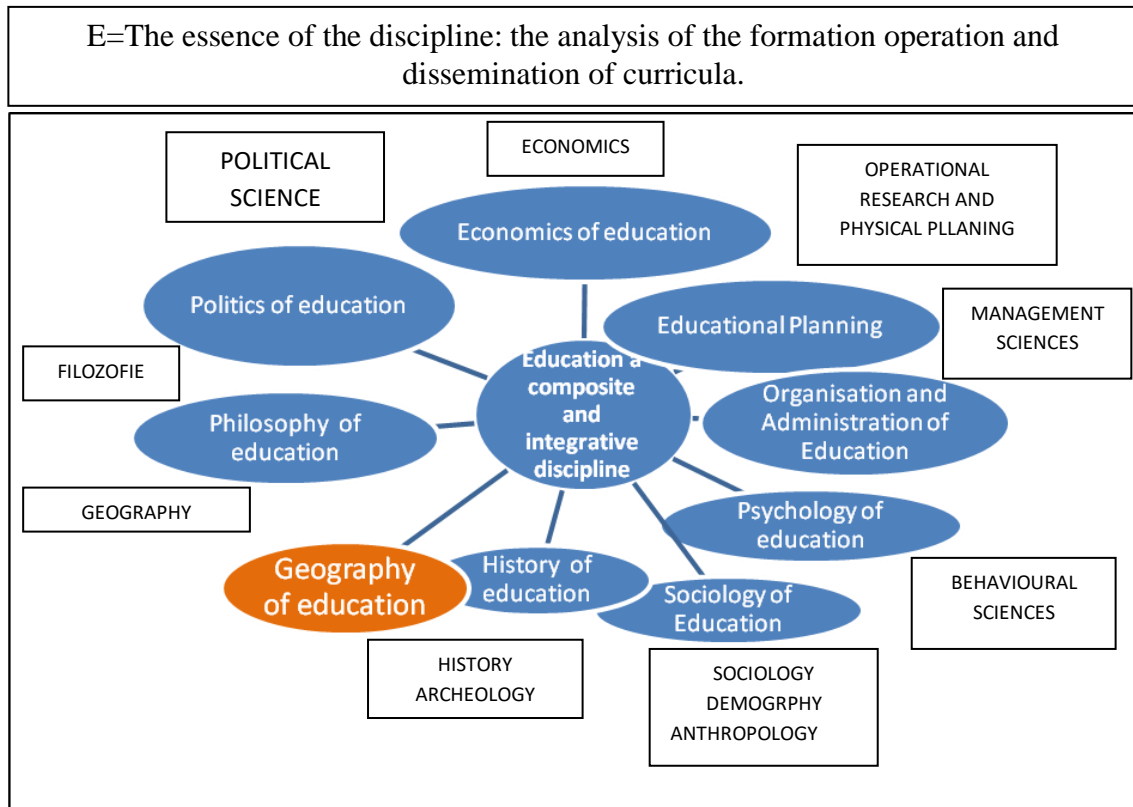 E=The essence of the discipline: the analysis of the formation operation and
dissemination of curricula.
ECONOMICS
POLITICAL
SCIENCE
OPERATIONAL
RESEARCH AND
PHYSICAL PLLANING
Economics of education
Politics of education
Educational Planning
MANAGEMENT
SCIENCES
FILOZOFIE
Education a
composite
and
integrative
discipline
Organisation and
Administration of
Education
Philosophy of
education
GEOGRAPHY
Psychology of
education
Geography
of education
History of
education
Sociology of
Education
BEHAVIOURAL
SCIENCES
HISTORY
ARCHEOLOGY
SOCIOLOGY
DEMOGRPHY
ANTHROPOLOGY